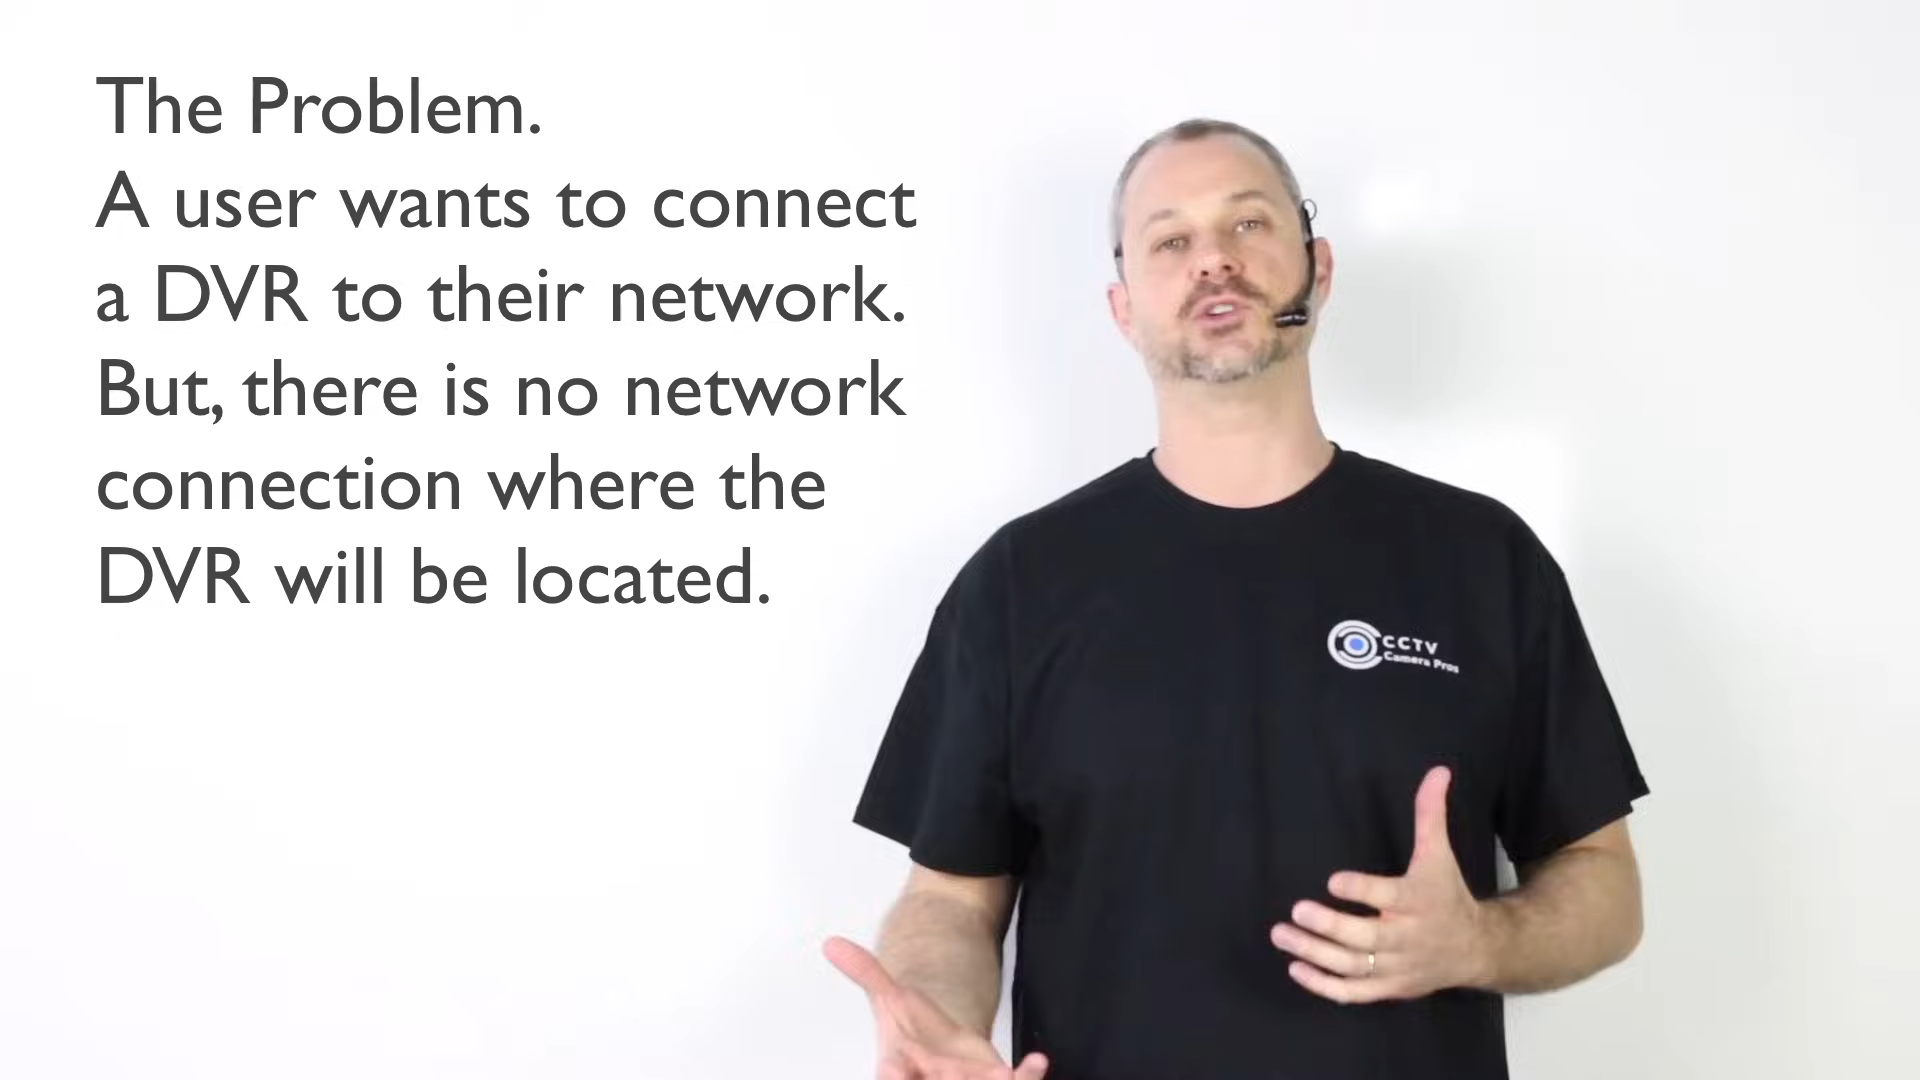 The Problem.
A user wants to connect
a DVR to their network.
But, there is no network
connection where the
DVR will be located.
CCTV
Camera Pros